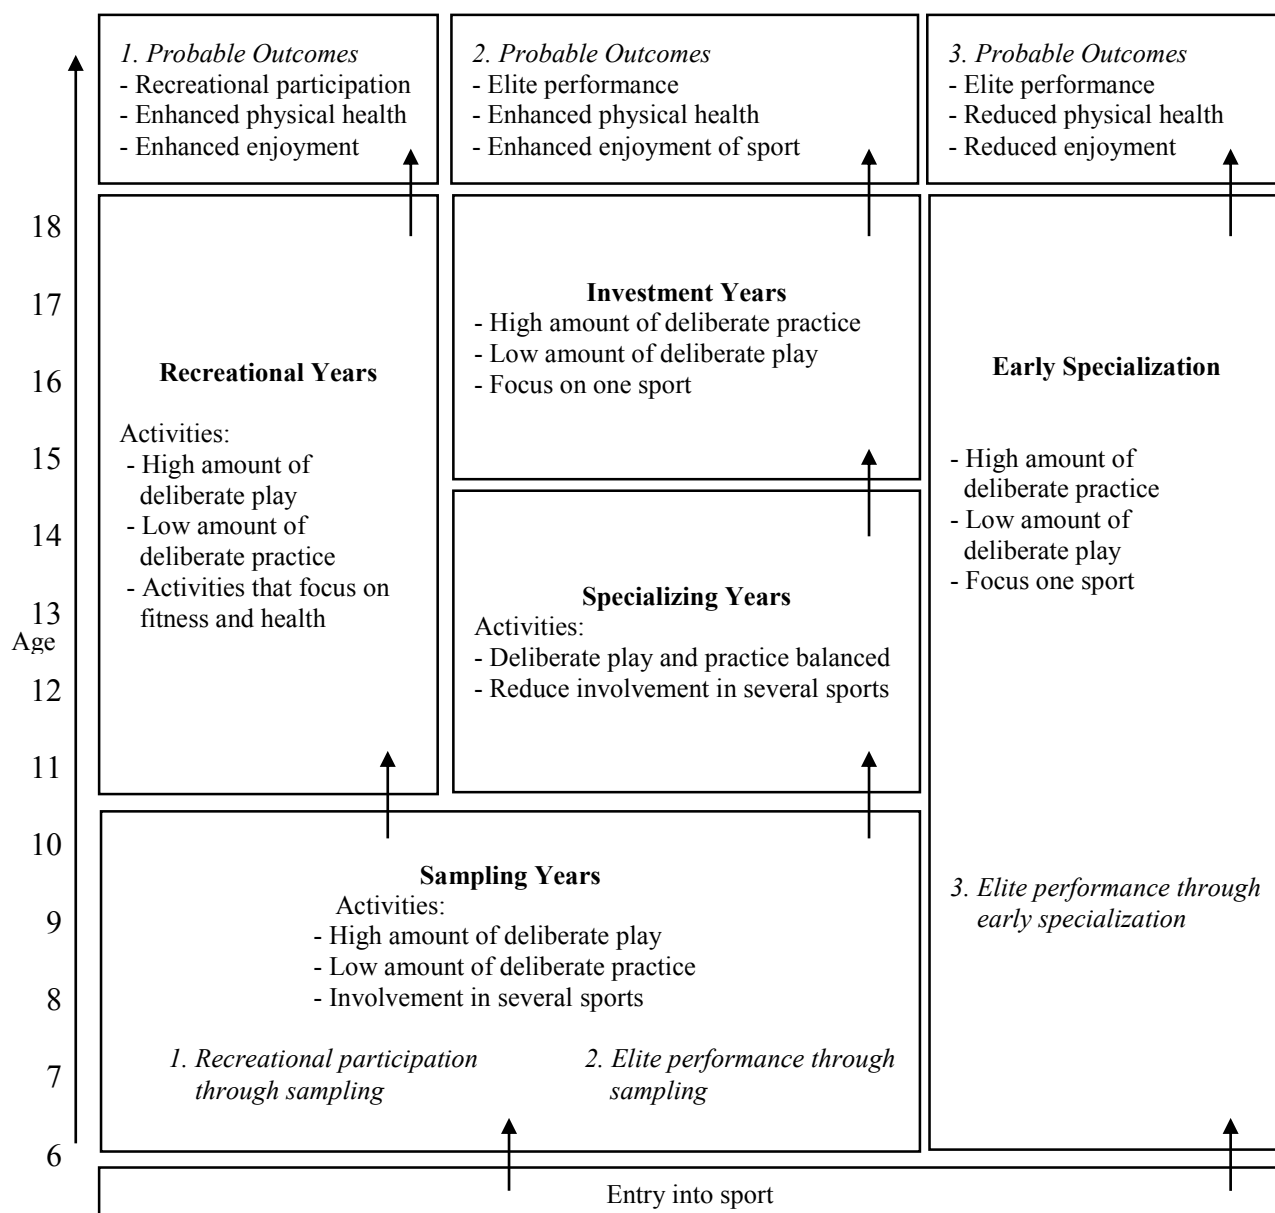 1. Probable Outcomes
- Recreational participation
- Enhanced physical health
- Enhanced enjoyment
2. Probable Outcomes
- Elite performance
- Enhanced physical health
- Enhanced enjoyment of sport
3. Probable Outcomes
- Elite performance
- Reduced physical health
- Reduced enjoyment
18
17
16
15
14
13
Age
12
11
10
9
8
7
6
Recreational Years
Activities:
- High amount of
deliberate play
- Low amount of
deliberate practice
- Activities that focus on
fitness and health
Investment Years
- High amount of deliberate practice
- Low amount of deliberate play
- Focus on one sport
Specializing Years
Activities:
- Deliberate play and practice balanced
- Reduce involvement in several sports
Early Specialization
- High amount of
deliberate practice
- Low amount of
deliberate play
- Focus one sport
3. Elite performance through
early specialization
Sampling Years
Activities:
- High amount of deliberate play
- Low amount of deliberate practice
- Involvement in several sports
1. Recreational participation
through sampling
2. Elite performance through
sampling
Entry into sport